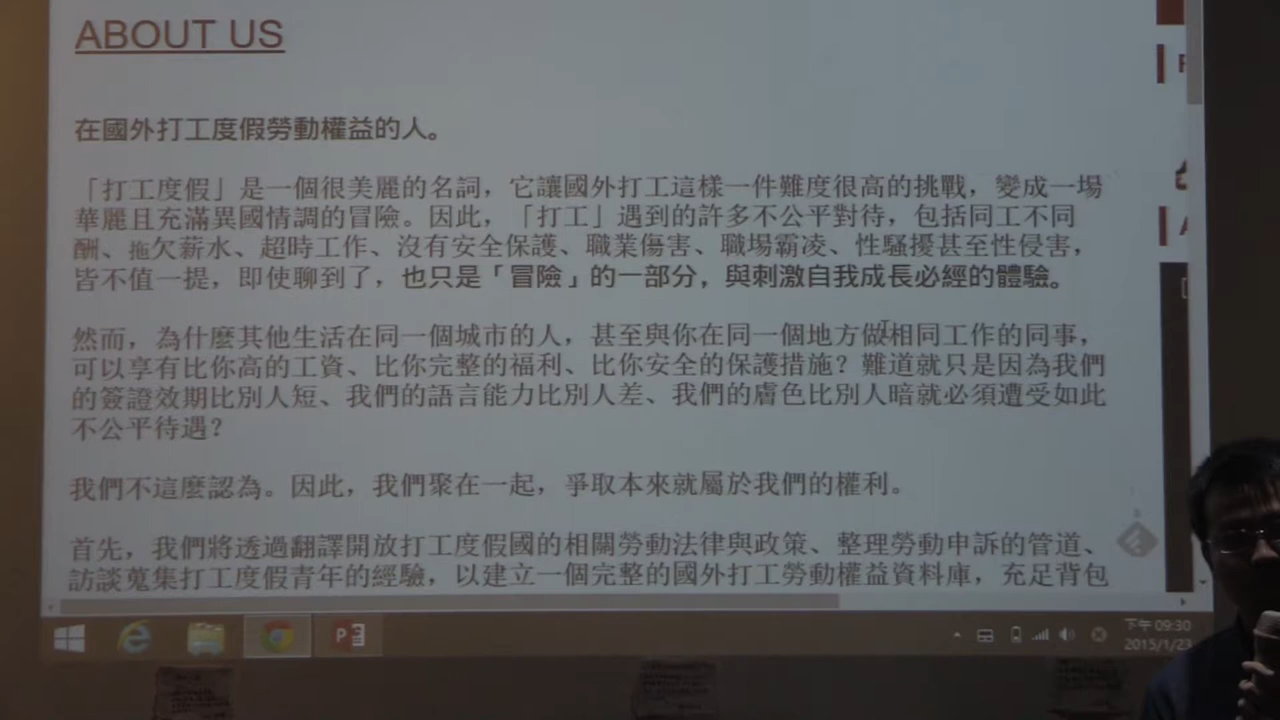 ABOUT US
在國外打工度假勞動權益的人。
「打工度假」是一個很美麗的名詞，它讓國外打工這樣一件難度很高的挑戰，變成一場
華麗且充滿異國情調的冒險。因此，「打工」遇到的許多不公平對待，包括同工不同
酬、拖欠薪水、超時工作、沒有安全保護、職業傷害、職場霸凌、性騷擾甚至性侵害，
皆不值一提，即使聊到了，也只是「冒險」的一部分，與刺激自我成長必經的體驗。
然而，為什麼其他生活在同一個城市的人，甚至與你在同一個地方做相同工作的同事，
可以享有比你高的工資、比你完整的福利、比你安全的保護措施？難道就只是因為我們
的簽證效期比別人短、我們的語言能力比別人差、我們的膚色比別人暗就必須遭受如此
不公平待遇？
我們不這麼認為。因此，我們聚在一起，爭取本來就屬於我們的權利。
首先，我們將透過翻譯開放打工度假國的相關勞動法律與政策、整理勞動申訴的管道、
訪談蒐集打工度假青年的經驗，以建立一個完整的國外打工勞動權益資料庫，充足背包
下午 09:30
2015/1/23